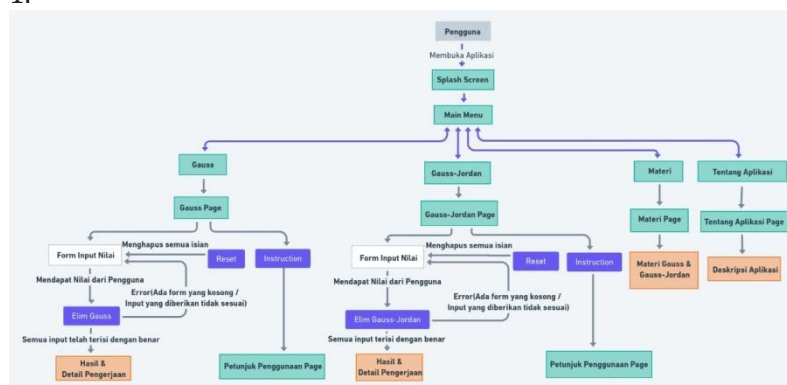 1.
Pengguna
Membuka Aplikasi
Splash Screen
Main Menu
Gauss
Gauss-Jordan
Materi
Tentang Aplikasi
Gauss Page
Gauss-Jordan Page
Materi Page
Tentang Aplikasi Page
Menghapus semua isian
Form Input Nilai
Reset
Instruction
Mendapat Nilai dari Pengguna
Error(Ada form yang kosong /
Input yang diberikan tidak sesuai)
Elim Gauss
Semua input telah terisi dengan benar
Hasil &
Detail Pengerjaan
Petunjuk Penggunaan Page
Menghapus semua isian
Form Input Nilai
Reset
Instruction
Mendapat Nilai dari Pengguna
Error(Ada form yang kosong /
Input yang diberikan tidak sesuai)
Elim Gauss-Jordan
Semua input terisi dengan benar
Hasil &
Detail Pengerjaan
Petunjuk Penggunaan Page
Materi Gauss &
Gauss-Jordan
Deskripsi Aplikasi